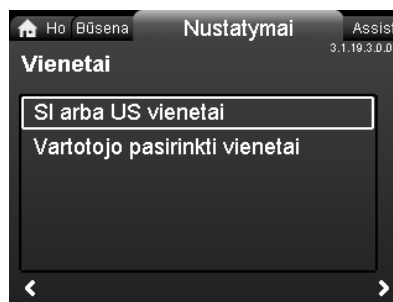 Ho Būsena Nustatymai Assist
3.1.19.3.0.0
Vienetai
SI arba US vienetai
Vartotojo pasirinkti vienetai